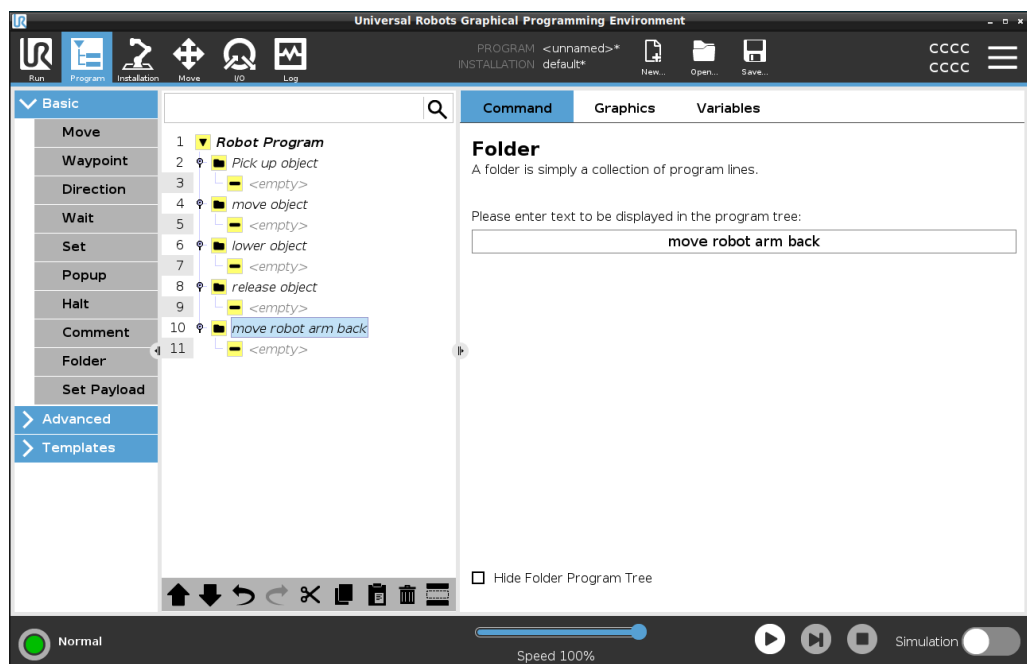 UR
Universal Robots Graphical Programming Environment
UR
Run
Program
Installation
Move
I/O
Log
PROGRAM <unnamed>*
INSTALLATION default*
New...
Open...
Save...
CCCC
CCCC
Basic
Move
Waypoint
Direction
Wait
Set
Popup
Halt
Comment
Folder
Set Payload
Advanced
Templates
1 Robot Program
2 Pick up object
3 <empty>
4 move object
5 <empty>
6 lower object
7 <empty>
8 release object
9 <empty>
10 move robot arm back
11 <empty>
Command Graphics Variables
Folder
A folder is simply a collection of program lines.
Please enter text to be displayed in the program tree:
move robot arm back
Hide Folder Program Tree
Normal
Speed 100%
Simulation